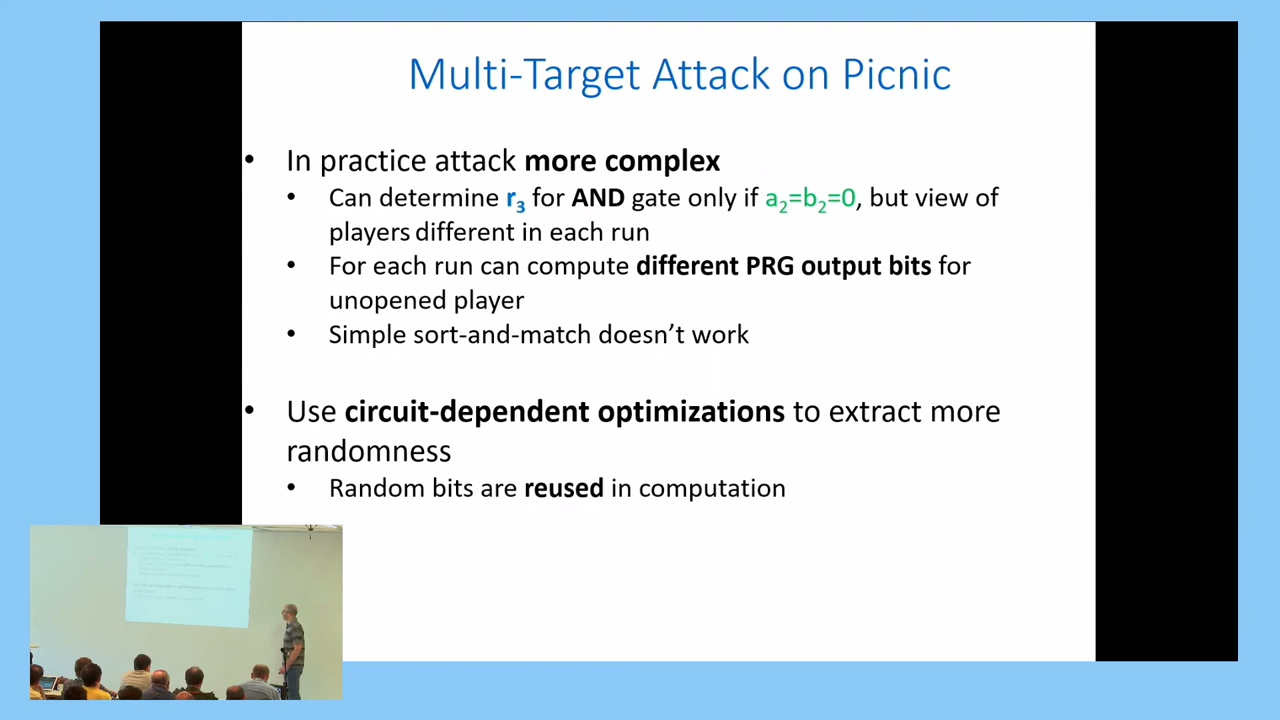 Multi-Target Attack on Picnic
• In practice attack more complex
• Can determine r₃ for AND gate only if a₂=b₂=0, but view of
players different in each run
• For each run can compute different PRG output bits for
unopened player
• Simple sort-and-match doesn’t work
• Use circuit-dependent optimizations to extract more
randomness
• Random bits are reused in computation